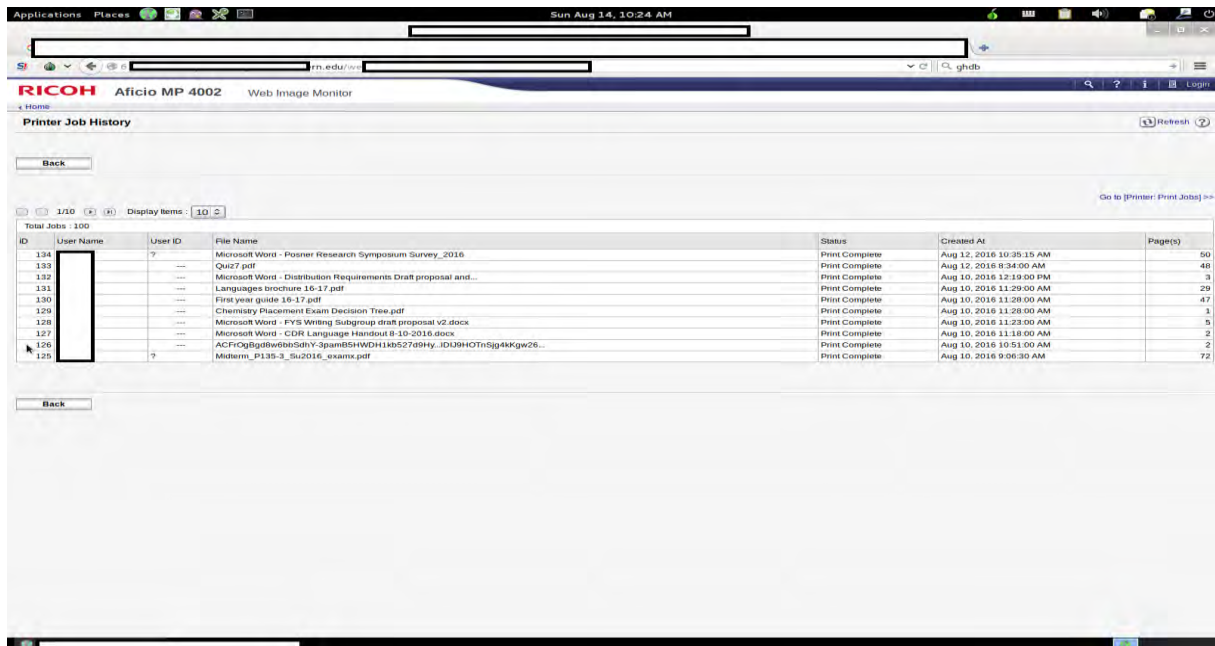 Applications Places Sun Aug 14, 10:24 AM
rn.edu/we ghdb
RICOH Aficio MP 4002 Web Image Monitor ? i Login
Home
Printer Job History Refresh ?
Back
Go to [Printer: Print Jobs] >>
1/10 Display Items : 10
Total Jobs : 100
ID User Name User ID File Name Status Created At Page(s)
134 ? Microsoft Word - Posner Research Symposium Survey_2016 Print Complete Aug 12, 2016 10:35:15 AM 50
133 --- Quiz7.pdf Print Complete Aug 12, 2016 8:34:00 AM 48
132 --- Microsoft Word - Distribution Requirements Draft proposal and... Print Complete Aug 10, 2016 12:19:00 PM 3
131 --- Languages brochure 16-17.pdf Print Complete Aug 10, 2016 11:29:00 AM 29
130 --- First year guide 16-17.pdf Print Complete Aug 10, 2016 11:28:00 AM 47
129 --- Chemistry Placement Exam Decision Tree.pdf Print Complete Aug 10, 2016 11:28:00 AM 1
128 --- Microsoft Word - FYS Writing Subgroup draft proposal v2.docx Print Complete Aug 10, 2016 11:23:00 AM 5
127 --- Microsoft Word - CDR Language Handout 8-10-2016.docx Print Complete Aug 10, 2016 11:18:00 AM 2
126 --- Print Complete Aug 10, 2016 10:51:00 AM 2
125 ? Midterm_P135-3_Su2016_examx.pdf Print Complete Aug 10, 2016 9:06:30 AM 72
Back